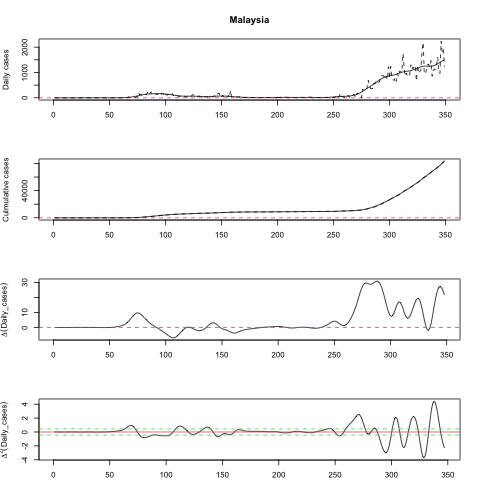 Malaysia
Daily cases
0 1000 2000
0 50 100 150 200 250 300 350
Culmulative cases
0 40000
0 50 100 150 200 250 300 350
Δ(Daily_cases)
0 10 30
0 50 100 150 200 250 300 350
Δ²(Daily_cases)
-4 -2 0 2 4
0 50 100 150 200 250 300 350